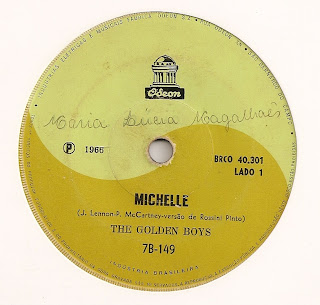 Odeon
Maria Lúcia Magalhães
P 1966
BRCO 40.301
LADO 1
MICHELLE
(J. Lennon-P. McCartney-versão de Rossini Pinto)
THE GOLDEN BOYS
7B-149
INDÚSTRIA BRASILEIRA